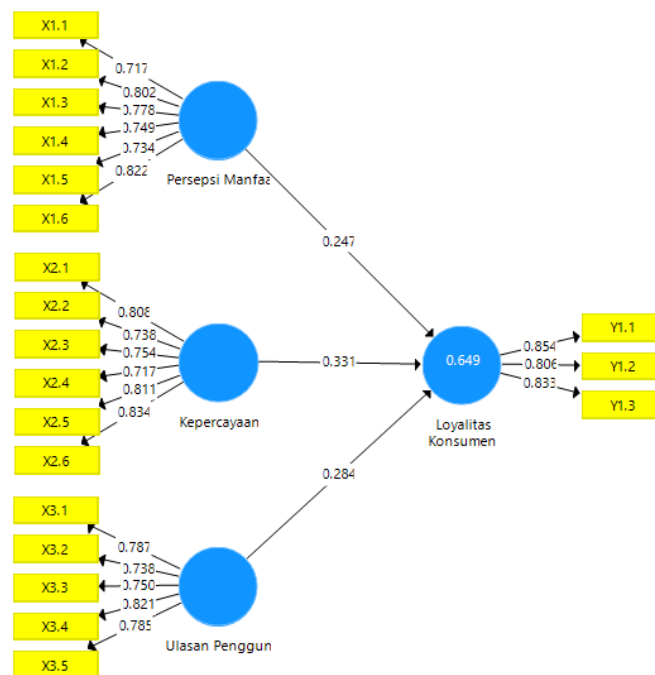 X1.1
X1.2
X1.3
X1.4
X1.5
X1.6
0.717
0.802
0.778
0.749
0.734
0.822
Persepsi Manfaa
0.247
X2.1
X2.2
X2.3
X2.4
X2.5
X2.6
0.808
0.738
0.754
0.717
0.811
0.834
Kepercayaan
0.331
X3.1
X3.2
X3.3
X3.4
X3.5
0.787
0.738
0.750
0.821
0.785
Ulasan Penggun
0.284
0.649
Loyalitas
Konsumen
0.854
0.806
0.833
Y1.1
Y1.2
Y1.3